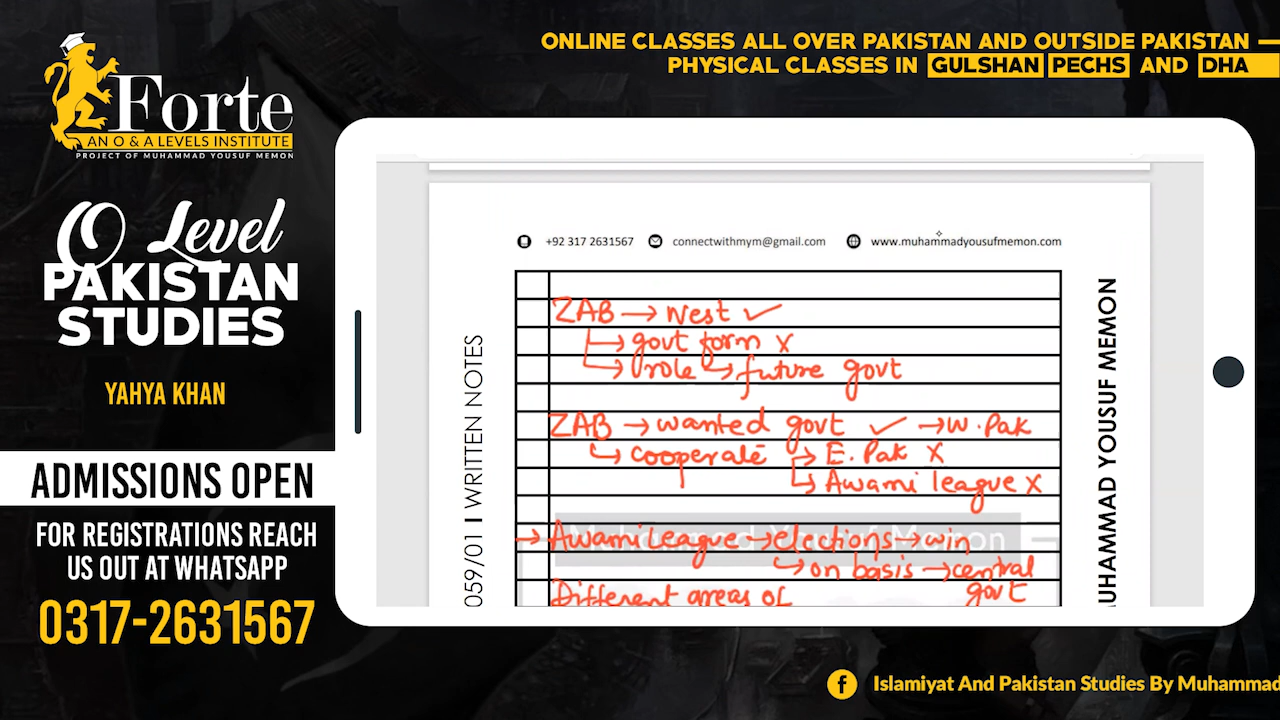 Forte
AN O & A LEVELS INSTITUTE
PROJECT OF MUHAMMAD YOUSUF MEMON
O Level
PAKISTAN
STUDIES
YAHYA KHAN
ADMISSIONS OPEN
FOR REGISTRATIONS REACH
US OUT AT WHATSAPP
0317-2631567
ONLINE CLASSES ALL OVER PAKISTAN AND OUTSIDE PAKISTAN
PHYSICAL CLASSES IN GULSHAN PECHS AND DHA
+92 317 2631567 connectwithmym@gmail.com www.muhammadyousufmemon.com
059/01 I WRITTEN NOTES
ZAB → West ✓
→ govt form x
→ role → future govt
ZAB → wanted govt ✓ → W. Pak
→ cooperate → E. Pak x
→ Awami league x
→ Awami League → elections → win
→ on basis → central
govt
Different areas of
Muhammad Yousuf Memon
UHAMMAD YOUSUF MEMON
Islamiyat And Pakistan Studies By Muhammad